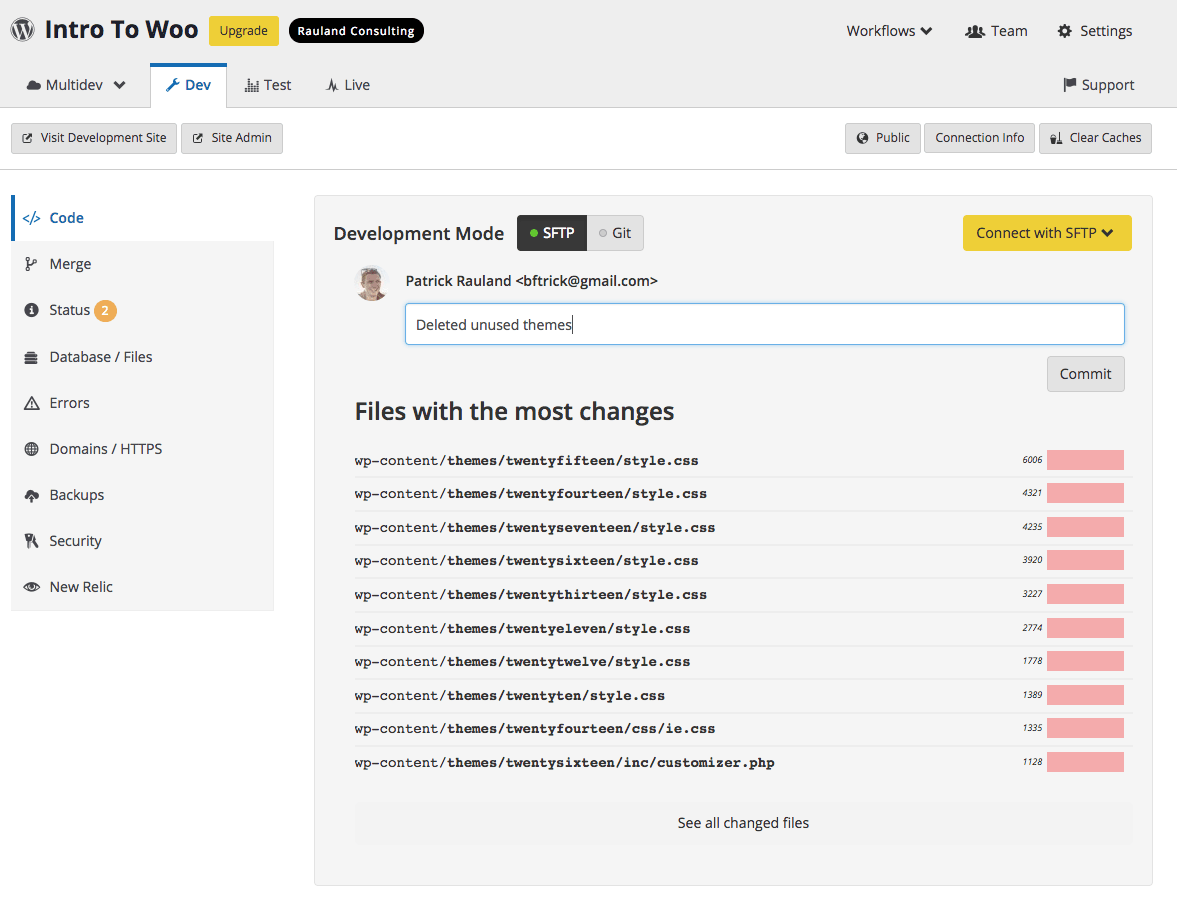 Intro To Woo Upgrade Rauland Consulting Workflows Team Settings
Multidev Dev Test Live Support
Visit Development Site Site Admin Public Connection Info Clear Caches
</> Code
Merge
Status 2
Database / Files
Errors
Domains / HTTPS
Backups
Security
New Relic
Development Mode SFTP Git Connect with SFTP
Patrick Rauland <bftrick@gmail.com>
Deleted unused themes
Commit
Files with the most changes
wp-content/themes/twentyfifteen/style.css 6006
wp-content/themes/twentyfourteen/style.css 4321
wp-content/themes/twentyseventeen/style.css 4235
wp-content/themes/twentysixteen/style.css 3920
wp-content/themes/twentythirteen/style.css 3227
wp-content/themes/twentyeleven/style.css 2774
wp-content/themes/twentytwelve/style.css 1778
wp-content/themes/twentyten/style.css 1389
wp-content/themes/twentyfourteen/css/ie.css 1335
wp-content/themes/twentysixteen/inc/customizer.php 1128
See all changed files